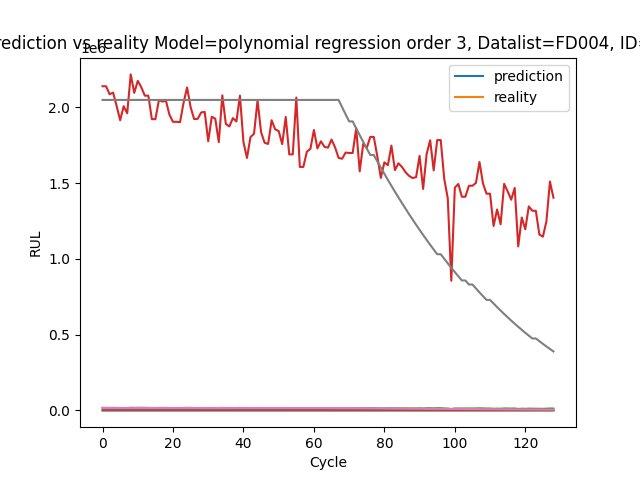 rediction vs reality Model=polynomial regression order 3, Datalist=FD004, ID=
1e6
prediction
reality
2.0
1.5
1.0
0.5
0.0
RUL
0 20 40 60 80 100 120
Cycle